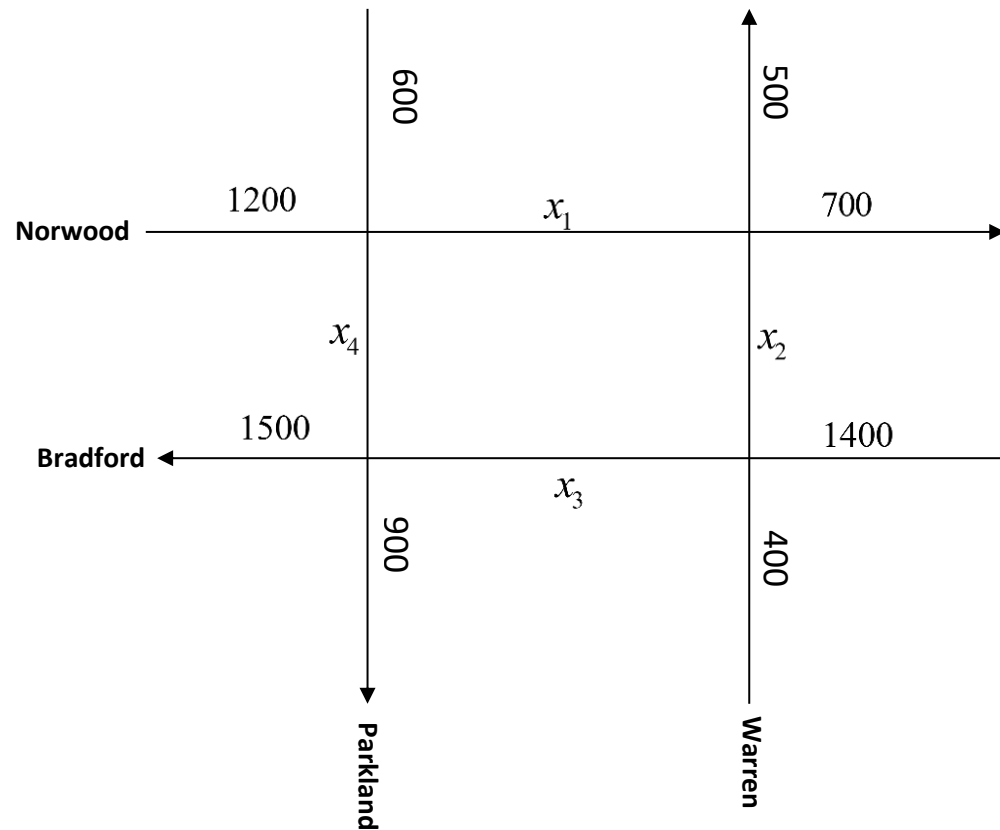 600
500
1200
x₁
700
Norwood
x₄
x₂
1500
1400
Bradford
x₃
900
400
Parkland
Warren